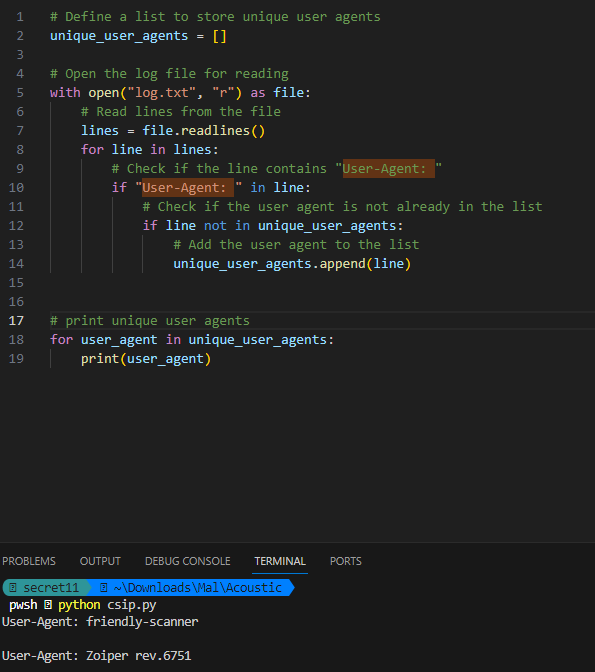 1 # Define a list to store unique user agents
2 unique_user_agents = []
3
4 # Open the log file for reading
5 with open("log.txt", "r") as file:
6     # Read lines from the file
7     lines = file.readlines()
8     for line in lines:
9         # Check if the line contains "User-Agent: "
10         if "User-Agent: " in line:
11             # Check if the user agent is not already in the list
12             if line not in unique_user_agents:
13                 # Add the user agent to the list
14                 unique_user_agents.append(line)
15
16
17 # print unique user agents
18 for user_agent in unique_user_agents:
19     print(user_agent)
PROBLEMS OUTPUT DEBUG CONSOLE TERMINAL PORTS
secret11 ~\Downloads\Mal\Acoustic
pwsh python csip.py
User-Agent: friendly-scanner
User-Agent: Zoiper rev.6751